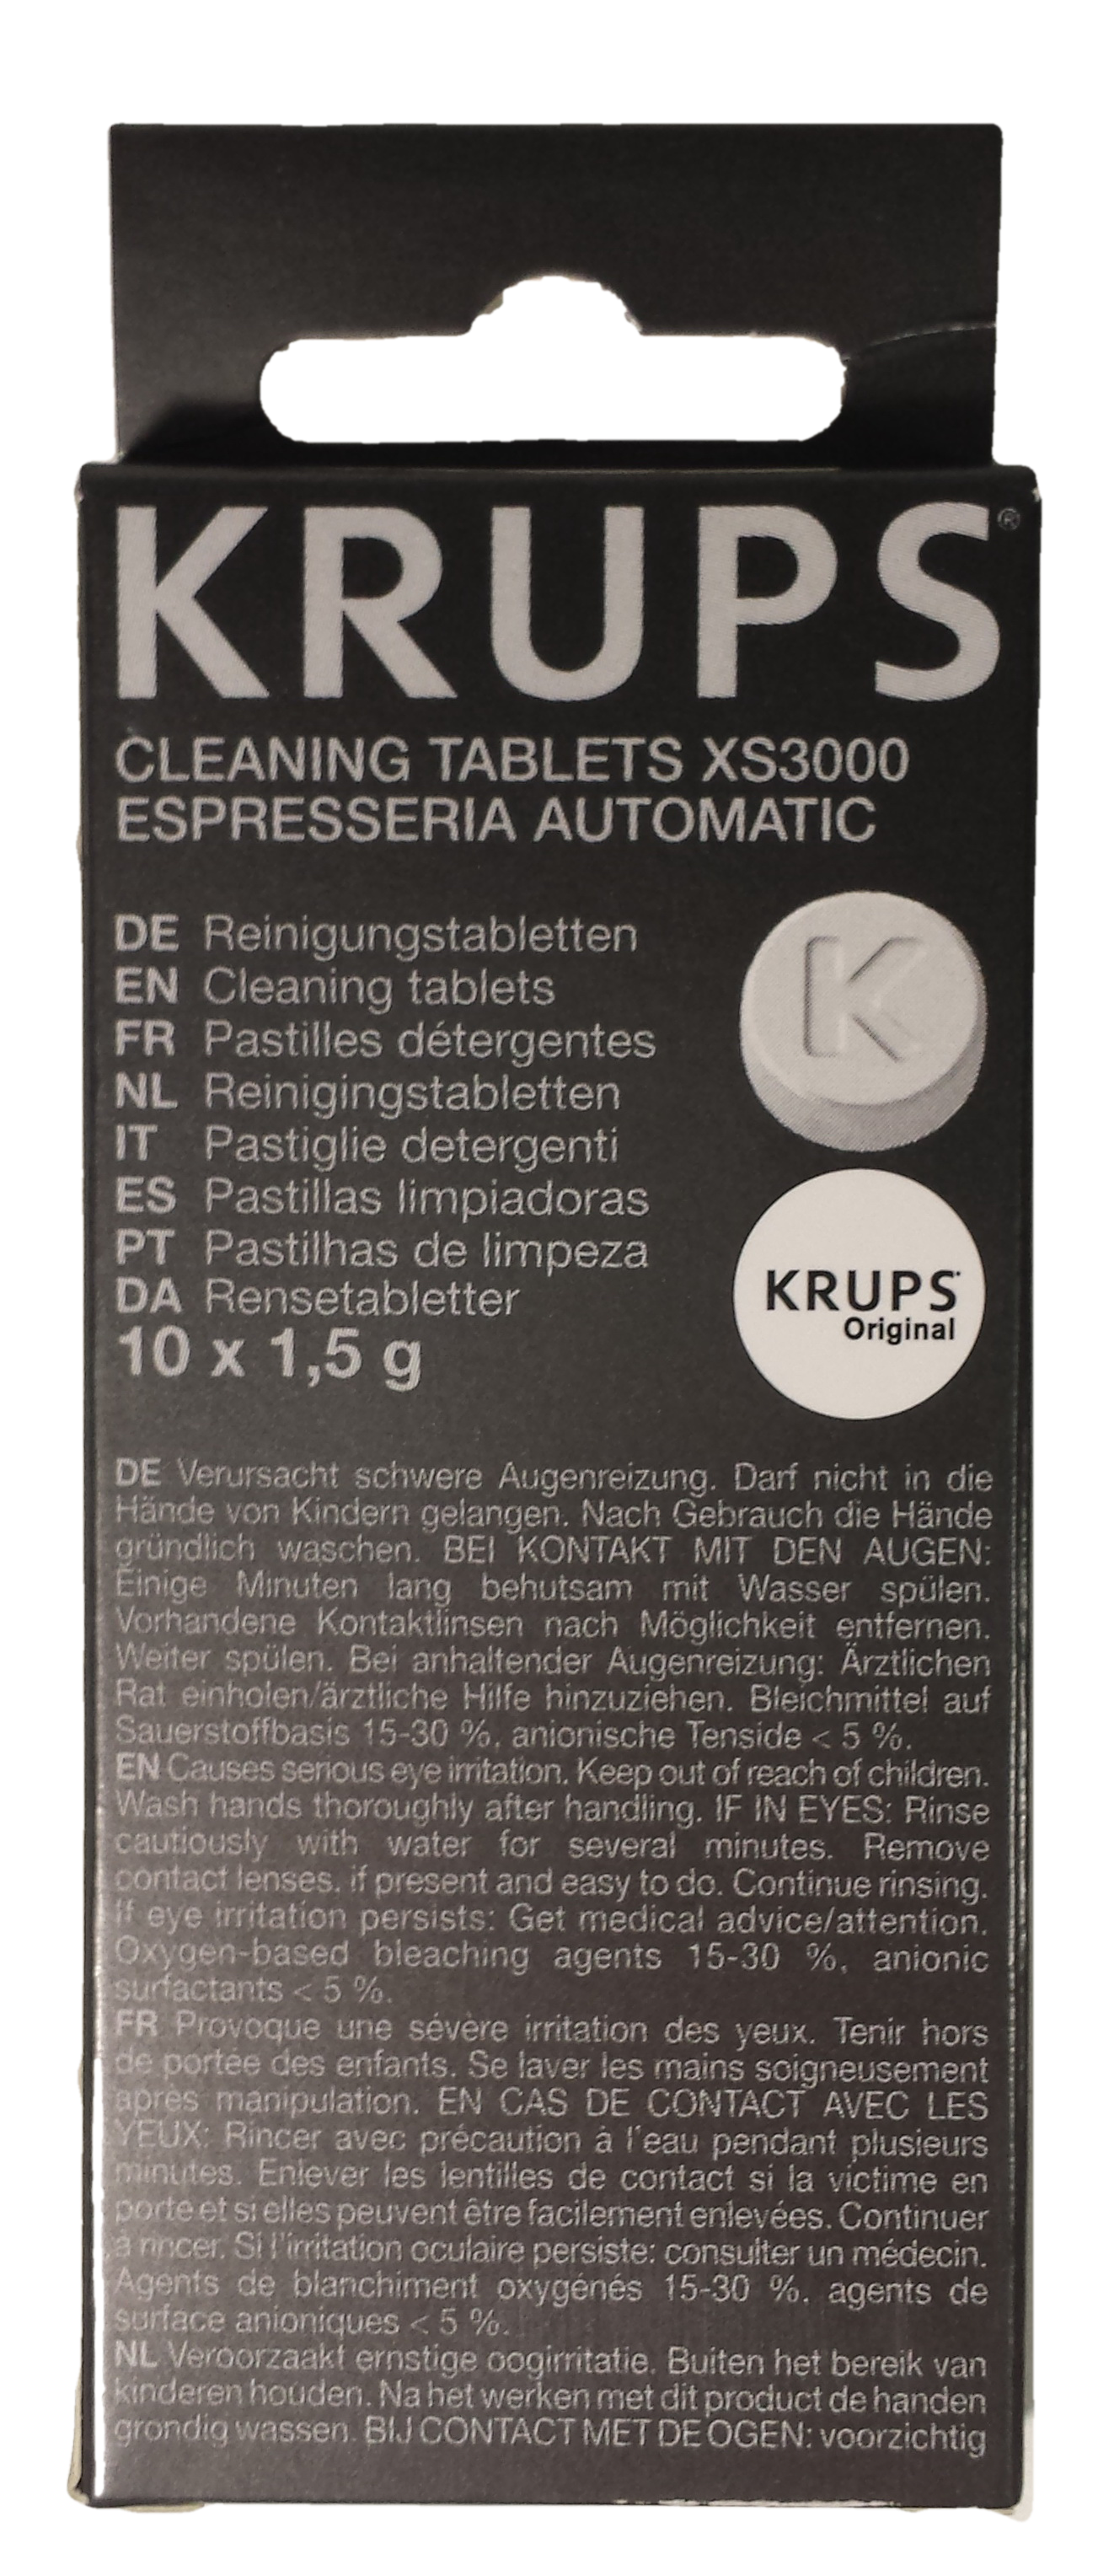 KRUPS®
CLEANING TABLETS XS3000
ESPRESSERIA AUTOMATIC
DE Reinigungstabletten
EN Cleaning tablets
FR Pastilles détergentes
NL Reinigingstabletten
IT Pastiglie detergenti
ES Pastillas limpiadoras
PT Pastilhas de limpeza
DA Rensetabletter
10 x 1,5 g
K
KRUPS
Original
DE Verursacht schwere Augenreizung. Darf nicht in die
Hände von Kindern gelangen. Nach Gebrauch die Hände
gründlich waschen. BEI KONTAKT MIT DEN AUGEN:
Einige Minuten lang behutsam mit Wasser spülen.
Vorhandene Kontaktlinsen nach Möglichkeit entfernen.
Weiter spülen. Bei anhaltender Augenreizung: Ärztlichen
Rat einholen/ärztliche Hilfe hinzuziehen. Bleichmittel auf
Sauerstoffbasis 15-30 %, anionische Tenside < 5 %.
EN Causes serious eye irritation. Keep out of reach of children.
Wash hands thoroughly after handling. IF IN EYES: Rinse
cautiously with water for several minutes. Remove
contact lenses, if present and easy to do. Continue rinsing.
If eye irritation persists: Get medical advice/attention.
Oxygen-based bleaching agents 15-30 %, anionic
surfactants < 5 %.
FR Provoque une sévère irritation des yeux. Tenir hors
de portée des enfants. Se laver les mains soigneusement
après manipulation. EN CAS DE CONTACT AVEC LES
YEUX: Rincer avec précaution à l'eau pendant plusieurs
minutes. Enlever les lentilles de contact si la victime en
porte et si elles peuvent être facilement enlevées. Continuer
à rincer. Si l'irritation oculaire persiste: consulter un médecin.
Agents de blanchiment oxygénés 15-30 %, agents de
surface anioniques < 5 %.
NL Veroorzaakt ernstige oogirritatie. Buiten het bereik van
kinderen houden. Na het werken met dit product de handen
grondig wassen. BIJ CONTACT MET DE OGEN: voorzichtig